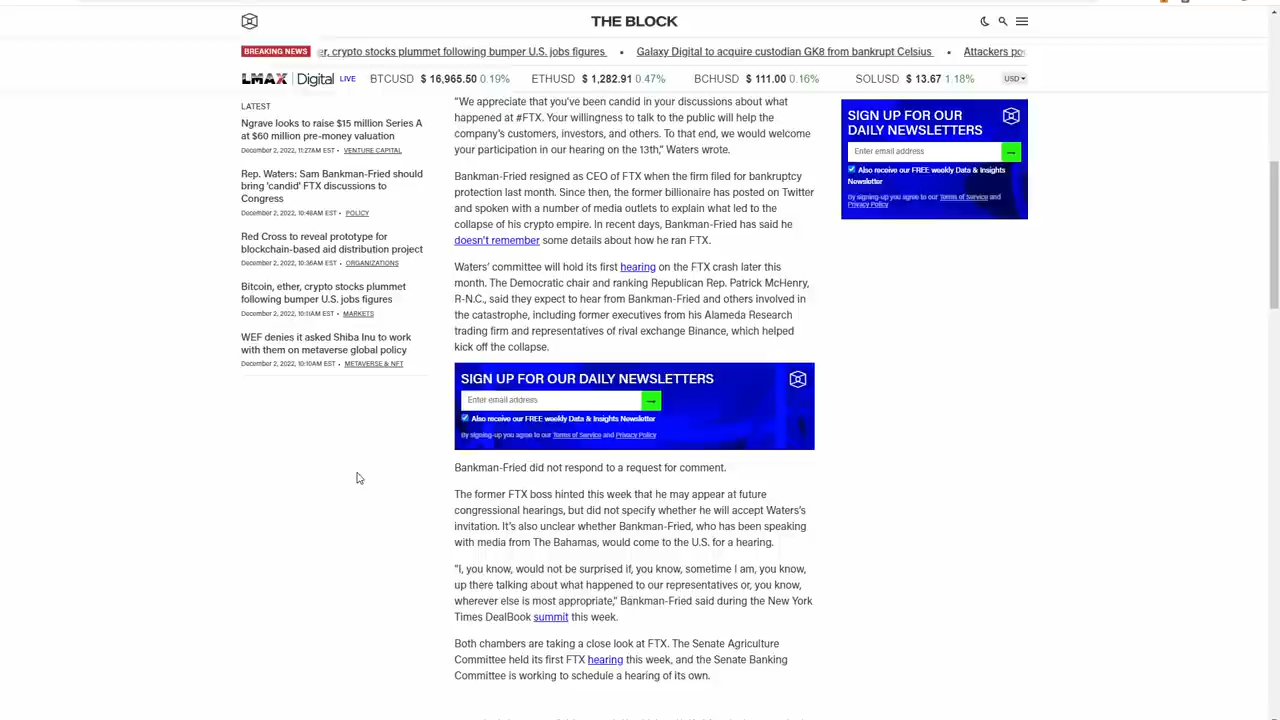 THE BLOCK
BREAKING NEWS
er, crypto stocks plummet following bumper U.S. jobs figures • Galaxy Digital to acquire custodian GK8 from bankrupt Celsius • Attackers po
LMAX Digital LIVE BTCUSD $ 16,965.50 0.19% ETHUSD $ 1,282.91 0.47% BCHUSD $ 111.00 0.16% SOLUSD $ 13.67 1.18% USD
LATEST
Ngrave looks to raise $15 million Series A
at $60 million pre-money valuation
December 2, 2022, 11:27AM EST • VENTURE CAPITAL
Rep. Waters: Sam Bankman-Fried should
bring 'candid' FTX discussions to
Congress
December 2, 2022, 10:48AM EST • POLICY
Red Cross to reveal prototype for
blockchain-based aid distribution project
December 2, 2022, 10:36AM EST • ORGANIZATIONS
Bitcoin, ether, crypto stocks plummet
following bumper U.S. jobs figures
December 2, 2022, 10:11AM EST • MARKETS
WEF denies it asked Shiba Inu to work
with them on metaverse global policy
December 2, 2022, 10:10AM EST • METAVERSE & NFT
"We appreciate that you've been candid in your discussions about what
happened at #FTX. Your willingness to talk to the public will help the
company's customers, investors, and others. To that end, we would welcome
your participation in our hearing on the 13th," Waters wrote.
Bankman-Fried resigned as CEO of FTX when the firm filed for bankruptcy
protection last month. Since then, the former billionaire has posted on Twitter
and spoken with a number of media outlets to explain what led to the
collapse of his crypto empire. In recent days, Bankman-Fried has said he
doesn't remember some details about how he ran FTX.
Waters' committee will hold its first hearing on the FTX crash later this
month. The Democratic chair and ranking Republican Rep. Patrick McHenry,
R-N.C., said they expect to hear from Bankman-Fried and others involved in
the catastrophe, including former executives from his Alameda Research
trading firm and representatives of rival exchange Binance, which helped
kick off the collapse.
SIGN UP FOR OUR DAILY NEWSLETTERS
Enter email address →
Also receive our FREE weekly Data & Insights Newsletter
By signing-up you agree to our Terms of Service and Privacy Policy
Bankman-Fried did not respond to a request for comment.
The former FTX boss hinted this week that he may appear at future
congressional hearings, but did not specify whether he will accept Waters's
invitation. It's also unclear whether Bankman-Fried, who has been speaking
with media from The Bahamas, would come to the U.S. for a hearing.
"I, you know, would not be surprised if, you know, sometime I am, you know,
up there talking about what happened to our representatives or, you know,
wherever else is most appropriate," Bankman-Fried said during the New York
Times DealBook summit this week.
Both chambers are taking a close look at FTX. The Senate Agriculture
Committee held its first FTX hearing this week, and the Senate Banking
Committee is working to schedule a hearing of its own.
SIGN UP FOR OUR
DAILY NEWSLETTERS
Enter email address →
Also receive our FREE weekly Data & Insights
Newsletter
By signing-up you agree to our Terms of Service and
Privacy Policy